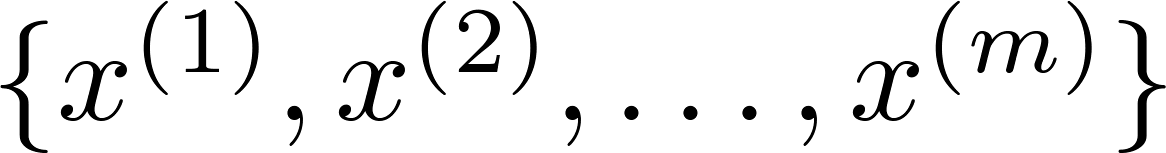 {x^(1), x^(2), ..., x^(m)}